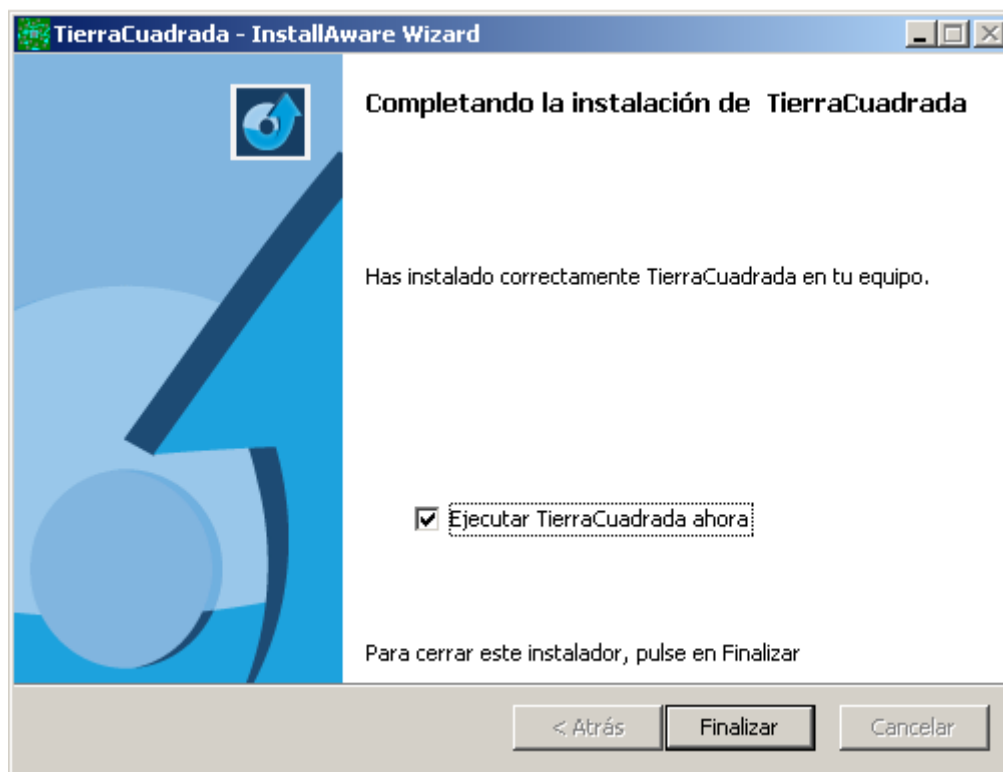 TierraCuadrada - InstallAware Wizard
Completando la instalación de TierraCuadrada
Has instalado correctamente TierraCuadrada en tu equipo.
Ejecutar TierraCuadrada ahora
Para cerrar este instalador, pulse en Finalizar
< Atrás
Finalizar
Cancelar